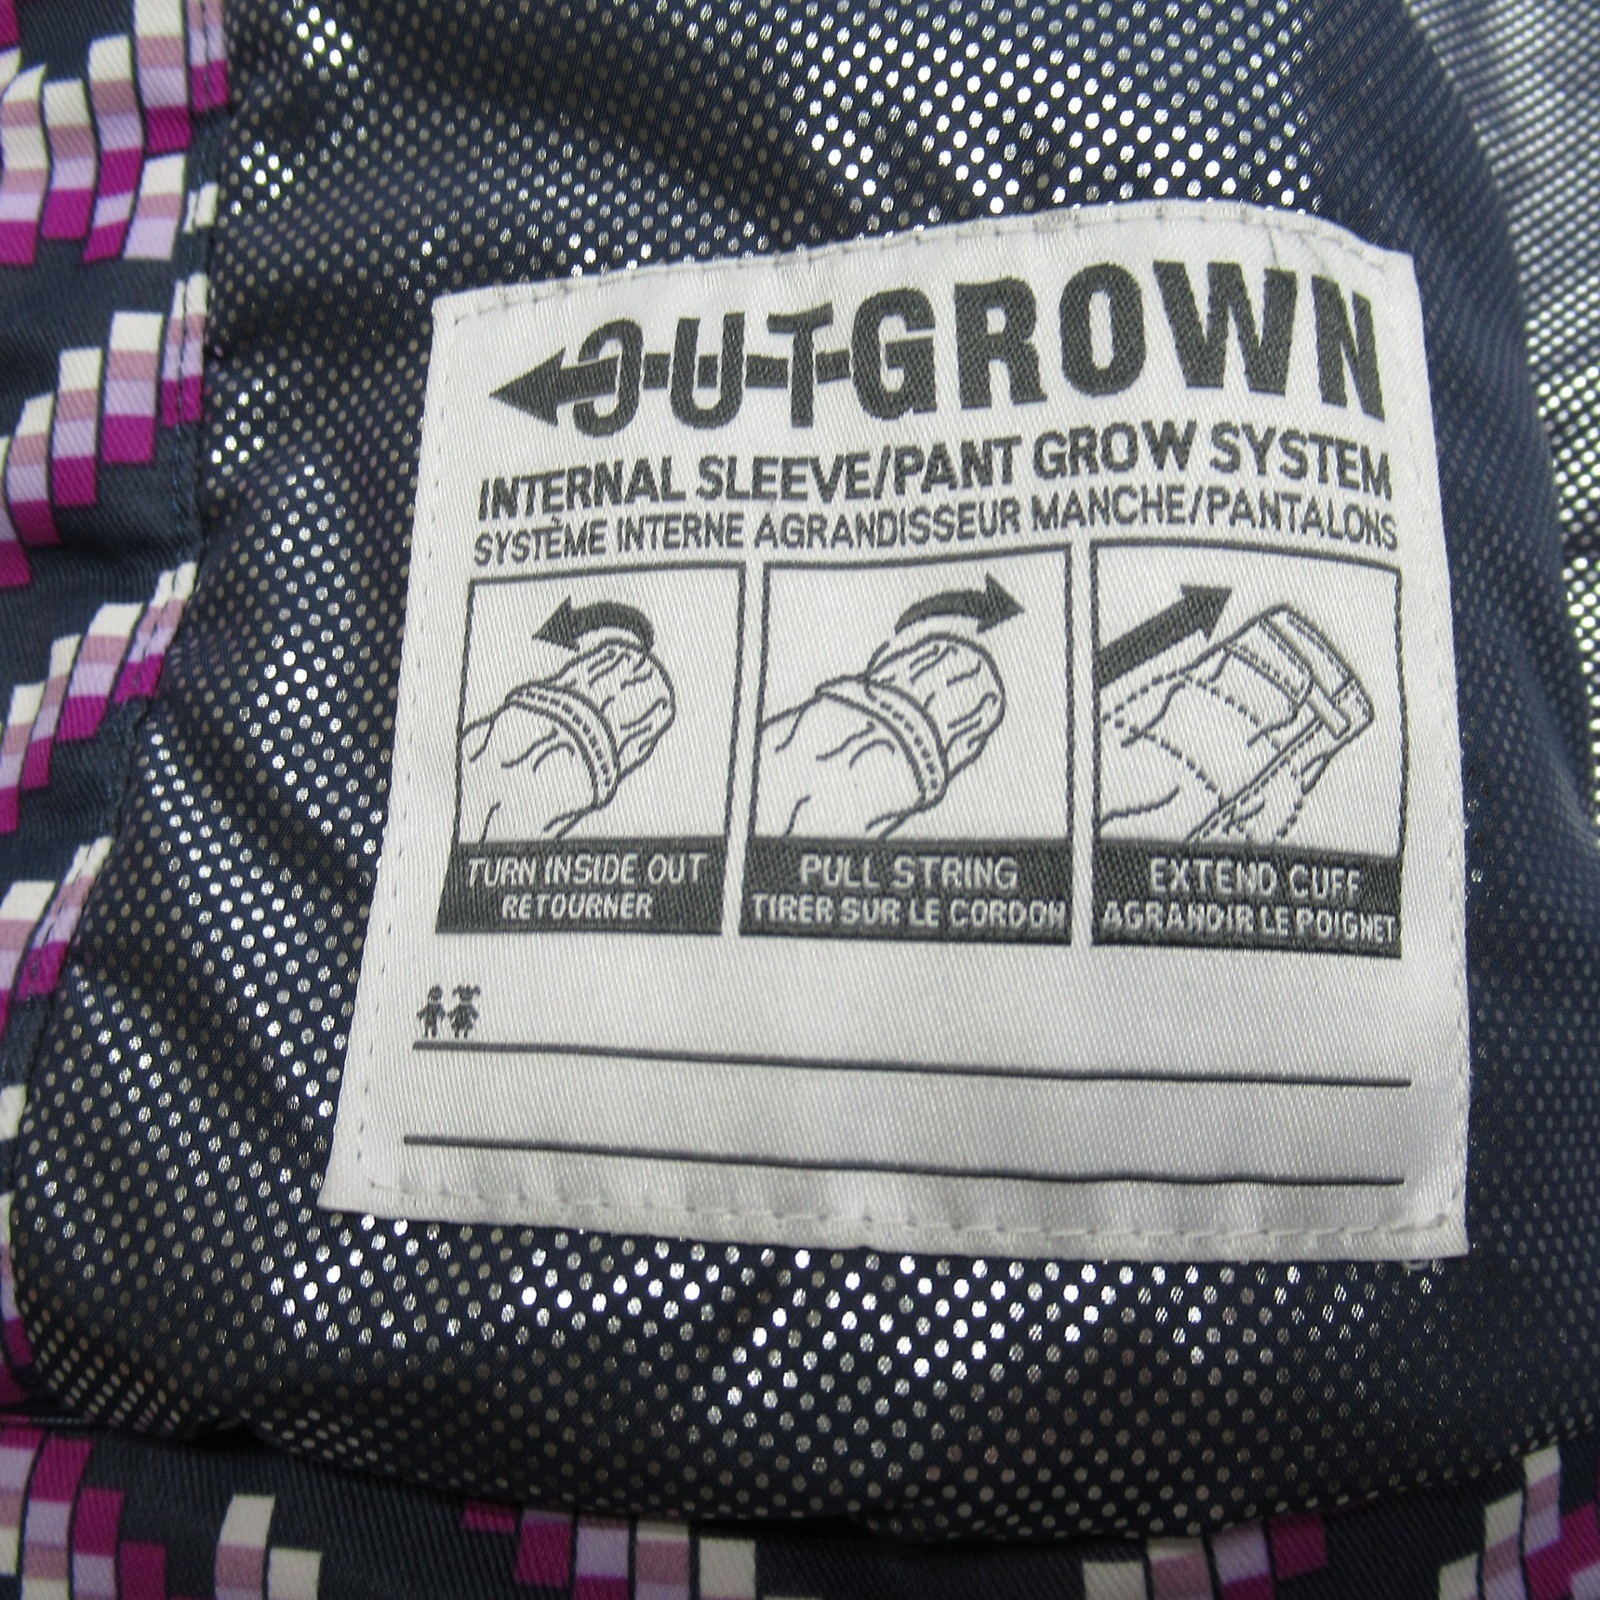 OUTGROWN
INTERNAL SLEEVE/PANT GROW SYSTEM
SYSTÈME INTERNE AGRANDISSEUR MANCHE/PANTALONS
TURN INSIDE OUT
RETOURNER
PULL STRING
TIRER SUR LE CORDON
EXTEND CUFF
AGRANDIR LE POIGNET